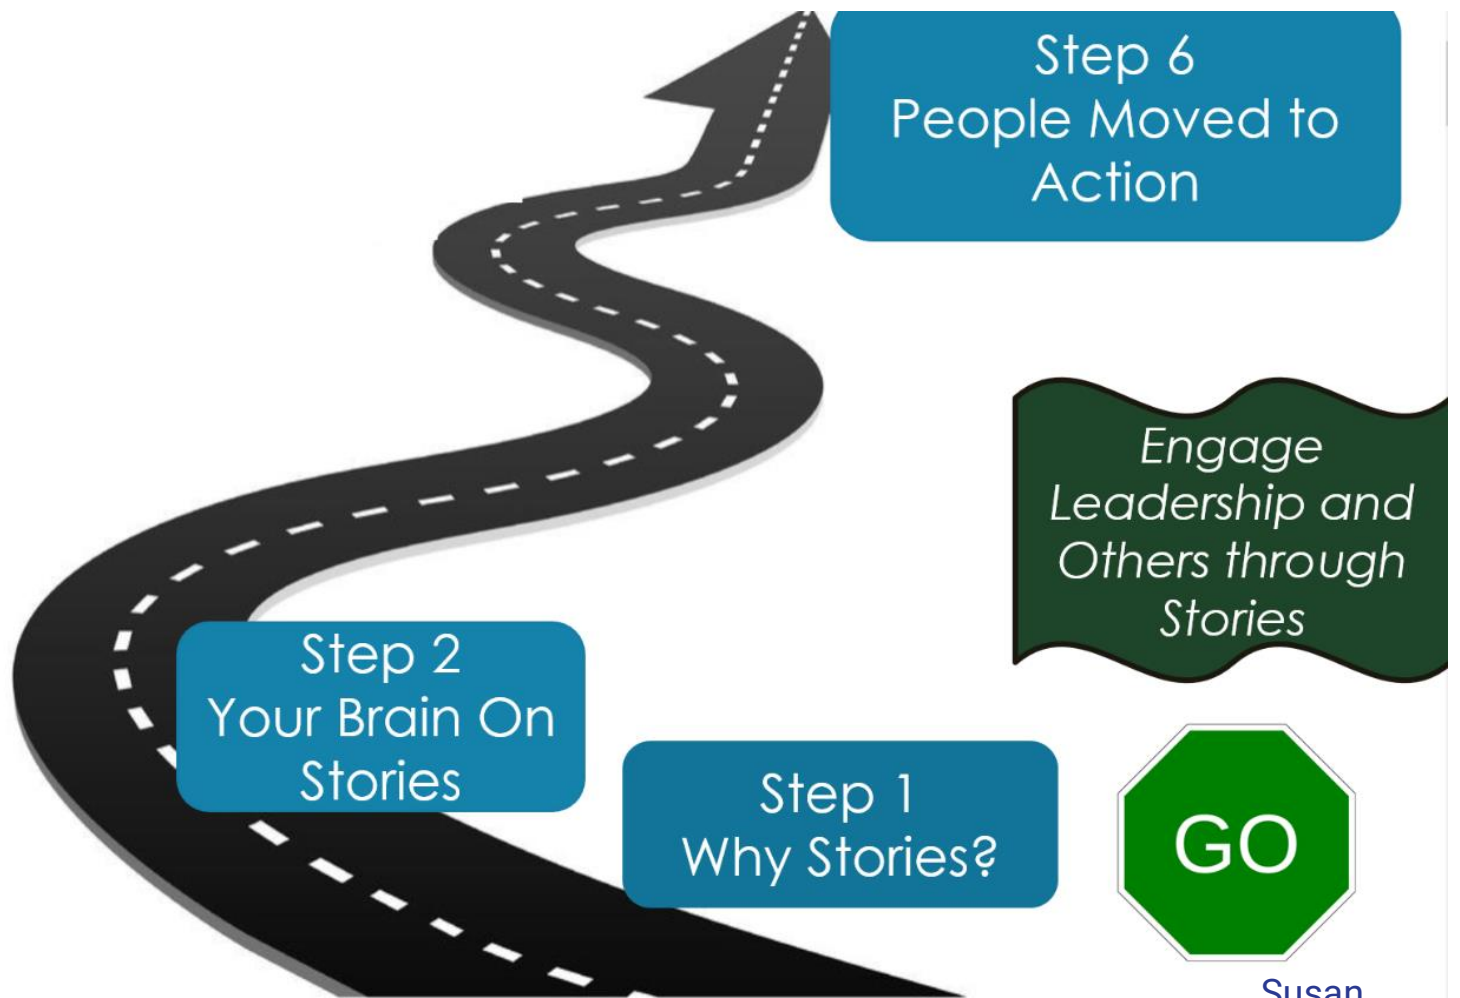 Step 6
People Moved to
Action
Engage
Leadership and
Others through
Stories
Step 2
Your Brain On
Stories
Step 1
Why Stories?
GO
Susan